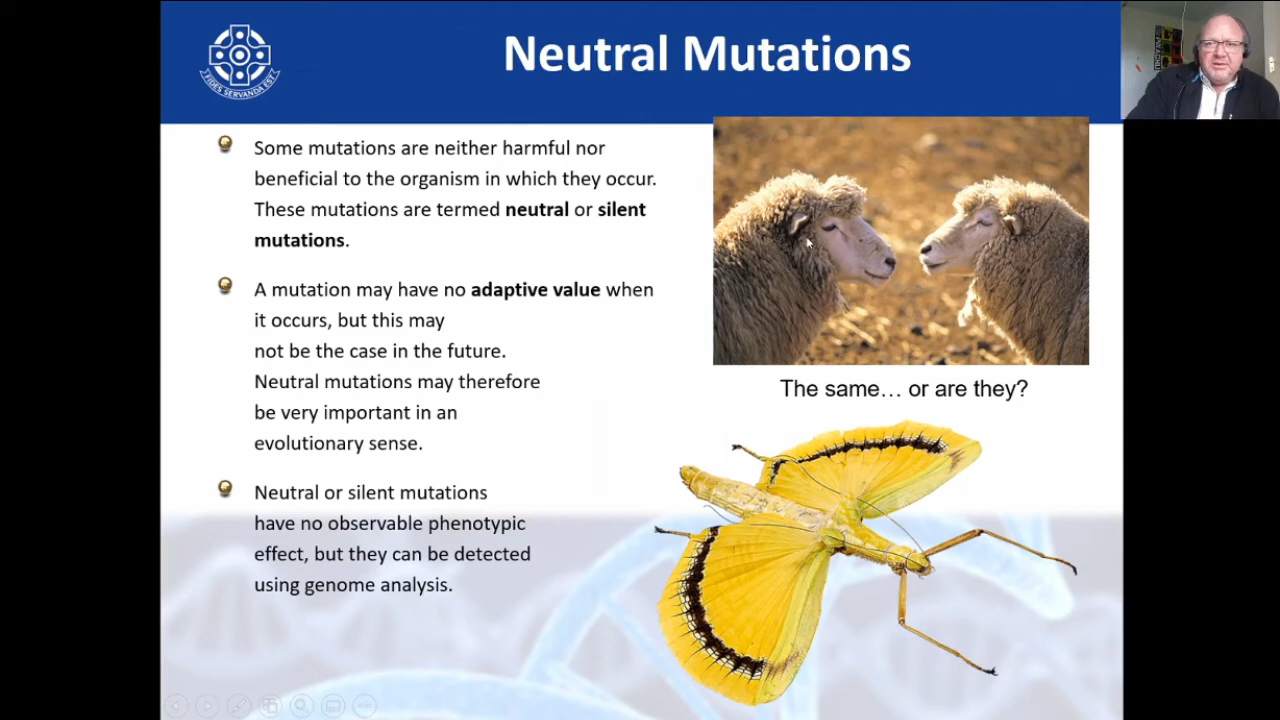 Neutral Mutations
FIDES SERVANDA EST
Some mutations are neither harmful nor
beneficial to the organism in which they occur.
These mutations are termed neutral or silent
mutations.
A mutation may have no adaptive value when
it occurs, but this may
not be the case in the future.
Neutral mutations may therefore
be very important in an
evolutionary sense.
Neutral or silent mutations
have no observable phenotypic
effect, but they can be detected
using genome analysis.
The same… or are they?